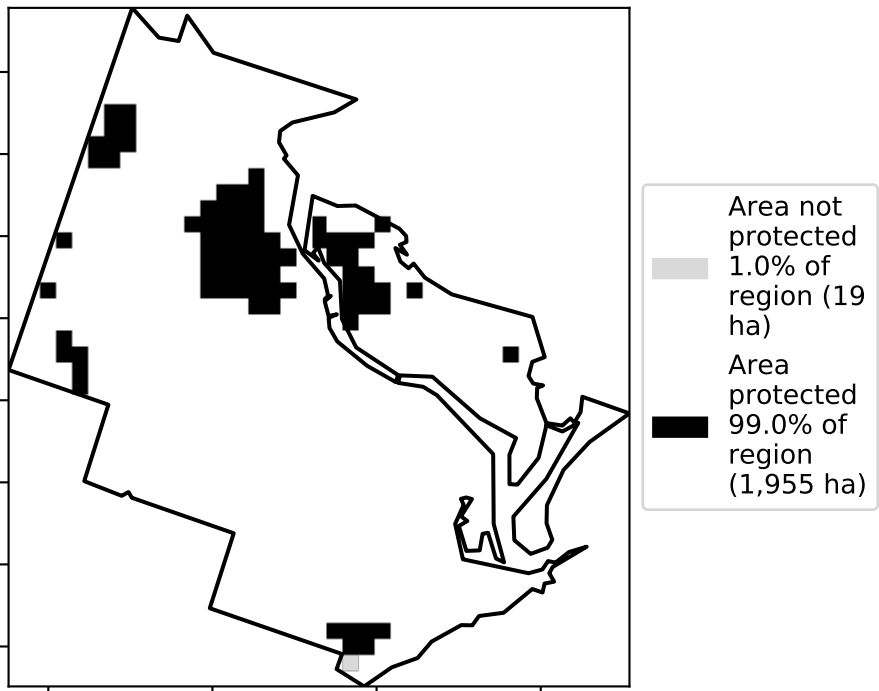 Area not
protected
1.0% of
region (19
ha)
Area
protected
99.0% of
region
(1,955 ha)